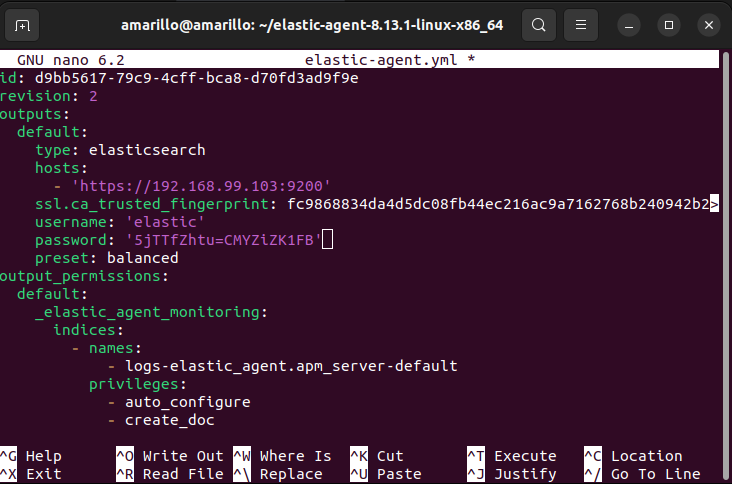 amarillo@amarillo: ~/elastic-agent-8.13.1-linux-x86_64
GNU nano 6.2 elastic-agent.yml *
id: d9bb5617-79c9-4cff-bca8-d70fd3ad9f9e
revision: 2
outputs:
  default:
    type: elasticsearch
    hosts:
      - 'https://192.168.99.103:9200'
    ssl.ca_trusted_fingerprint: fc9868834da4d5dc08fb44ec216ac9a7162768b240942b2>
    username: 'elastic'
    password: '5jTTfZhtu=CMYZiZK1FB'
    preset: balanced
output_permissions:
  default:
    _elastic_agent_monitoring:
      indices:
        - names:
            - logs-elastic_agent.apm_server-default
          privileges:
            - auto_configure
            - create_doc
^G Help ^O Write Out ^W Where Is ^K Cut ^T Execute ^C Location
^X Exit ^R Read File ^\ Replace ^U Paste ^J Justify ^/ Go To Line